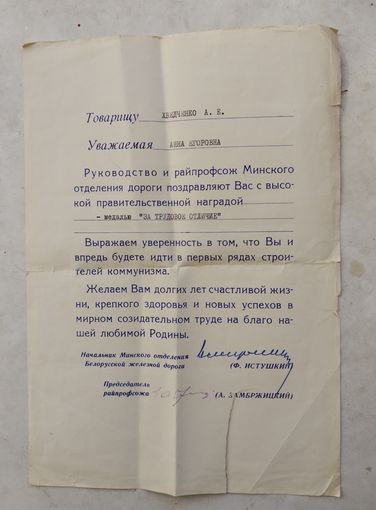 Товарищу ХВЕДЧЕНКО А. Е.
Уважаемая АННА ЕГОРОВНА
Руководство и райпрофсож Минского
отделения дороги поздравляют Вас с высо-
кой правительственной наградой
- медалью "ЗА ТРУДОВОЕ ОТЛИЧИЕ"
Выражаем уверенность в том, что Вы и
впредь будете идти в первых рядах строи-
телей коммунизма.
Желаем Вам долгих лет счастливой жиз-
ни, крепкого здоровья и новых успехов в
мирном созидательном труде на благо на-
шей любимой Родины.
Начальник Минского отделения
Белорусской железной дороги (Ф. ИСТУШКИН)
Председатель
райпрофсожа (А. ЗАМБРЖИЦКИЙ)